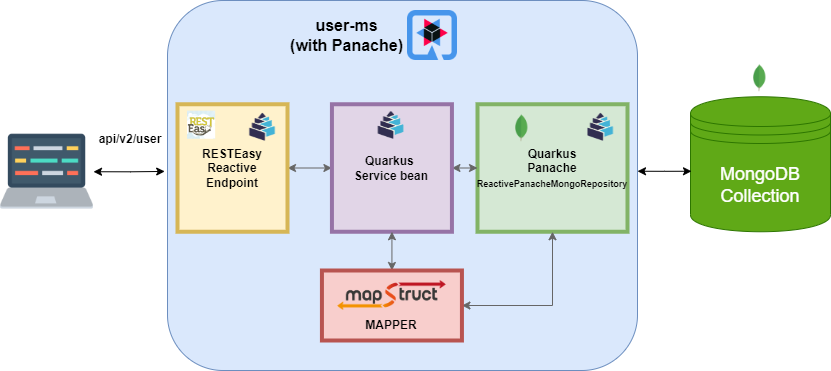 user-ms
(with Panache)
api/v2/user
REST
Easy
RESTEasy
Reactive
Endpoint
Quarkus
Service bean
Quarkus
Panache
ReactivePanacheMongoRepository
MongoDB
Collection
mapStruct
MAPPER